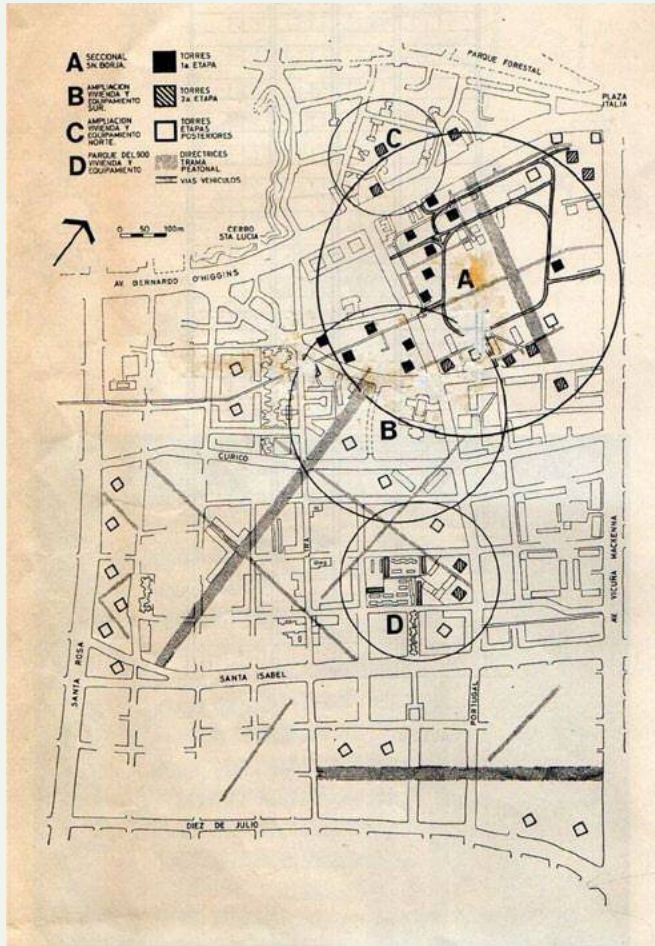 A SECCIONAL
SN. BORJA.
B AMPLIACION
VIVIENDA Y
EQUIPAMIENTO
SUR.
C AMPLIACION
VIVIENDA Y
EQUIPAMIENTO
NORTE.
D PARQUE DEL 900
VIVIENDA Y
EQUIPAMIENTO
TORRES
1a. ETAPA
TORRES
2a. ETAPA
TORRES
ETAPAS
POSTERIORES
DIRECTRICES
TRAMA
PEATONAL
VIAS VEHICULOS.
0 50 100m
PARQUE FORESTAL
PLAZA
ITALIA
C
CERRO
STA LUCIA
A
AV. BERNARDO O'HIGGINS
B
CURICO
LIRA
AV. VICUÑA MACKENNA
D
SANTA ROSA
SANTA ISABEL
PORTUGAL
DIEZ DE JULIO